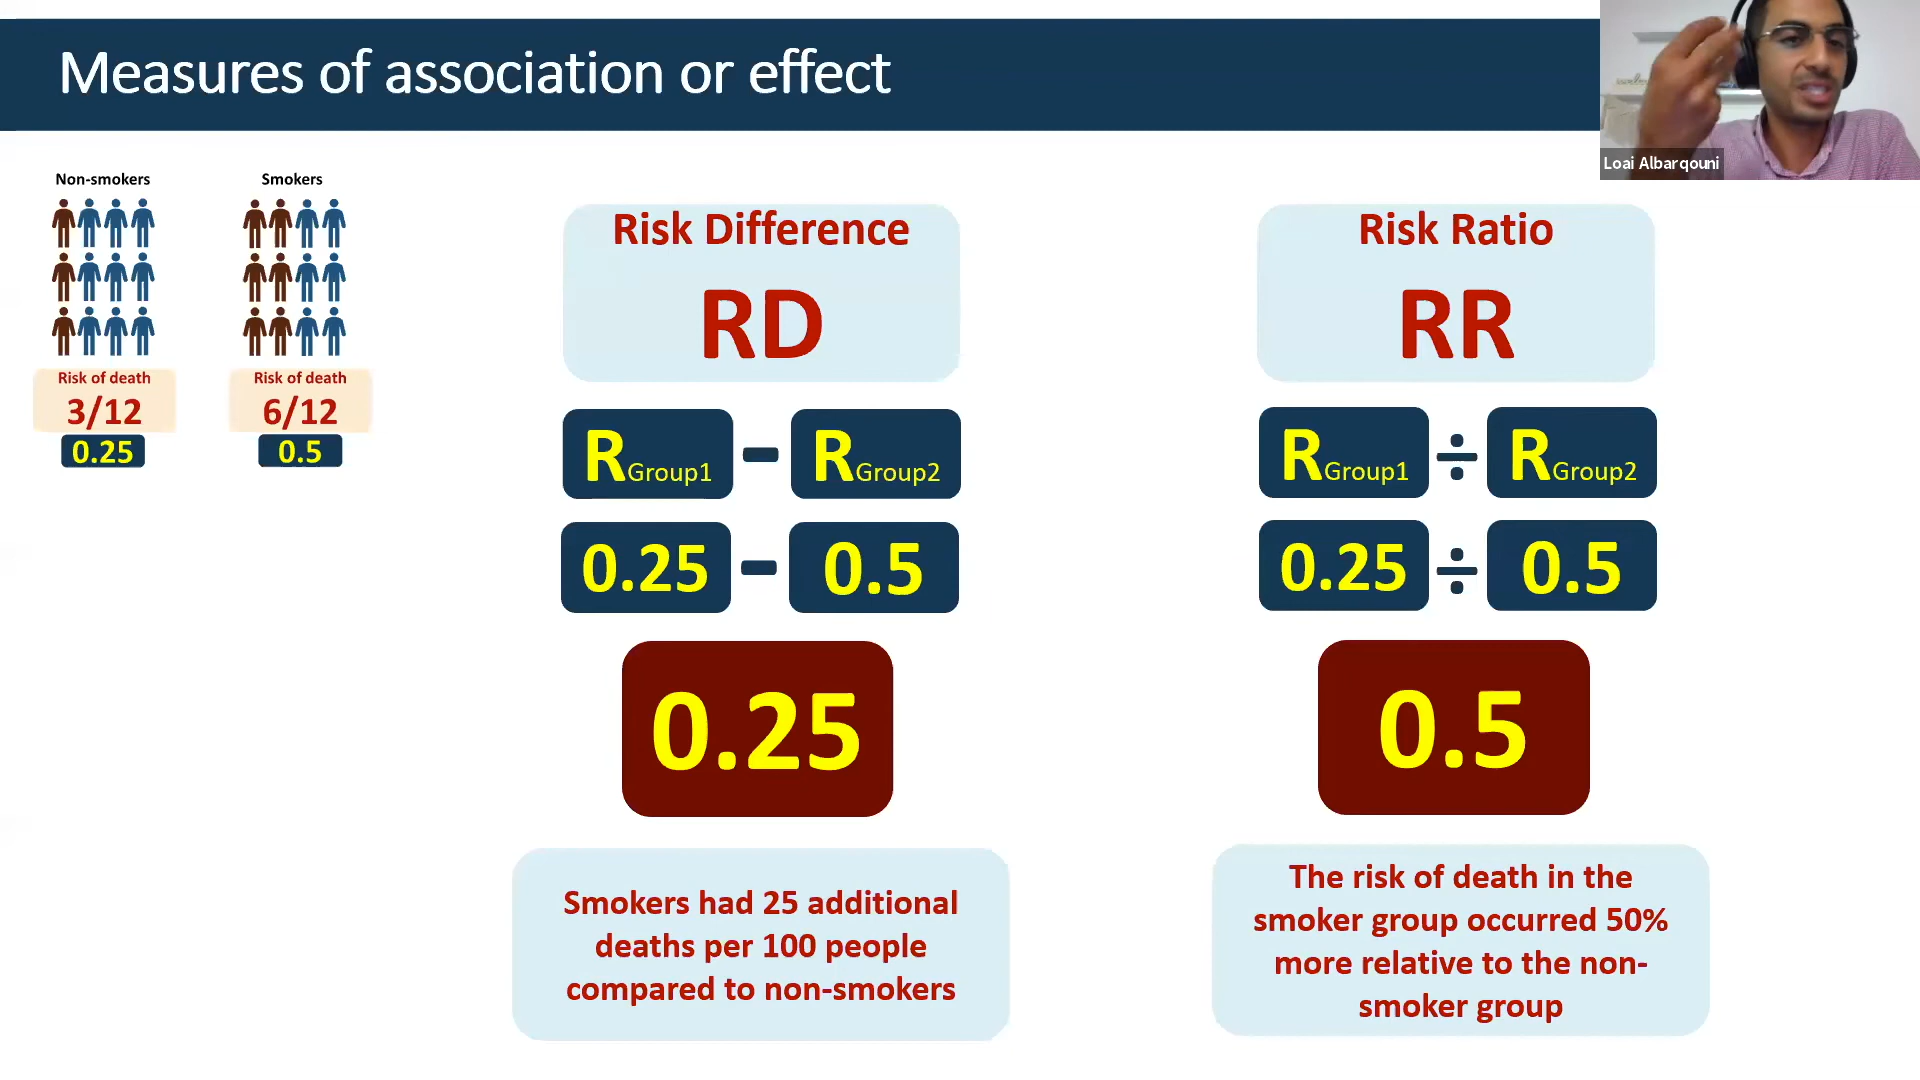 Measures of association or effect
Loai Albarqouni
Non-smokers
Smokers
Risk of death
3/12
0.25
Risk of death
6/12
0.5
Risk Difference
RD
RGroup1 - RGroup2
0.25 - 0.5
0.25
Smokers had 25 additional
deaths per 100 people
compared to non-smokers
Risk Ratio
RR
RGroup1 ÷ RGroup2
0.25 ÷ 0.5
0.5
The risk of death in the
smoker group occurred 50%
more relative to the non-
smoker group